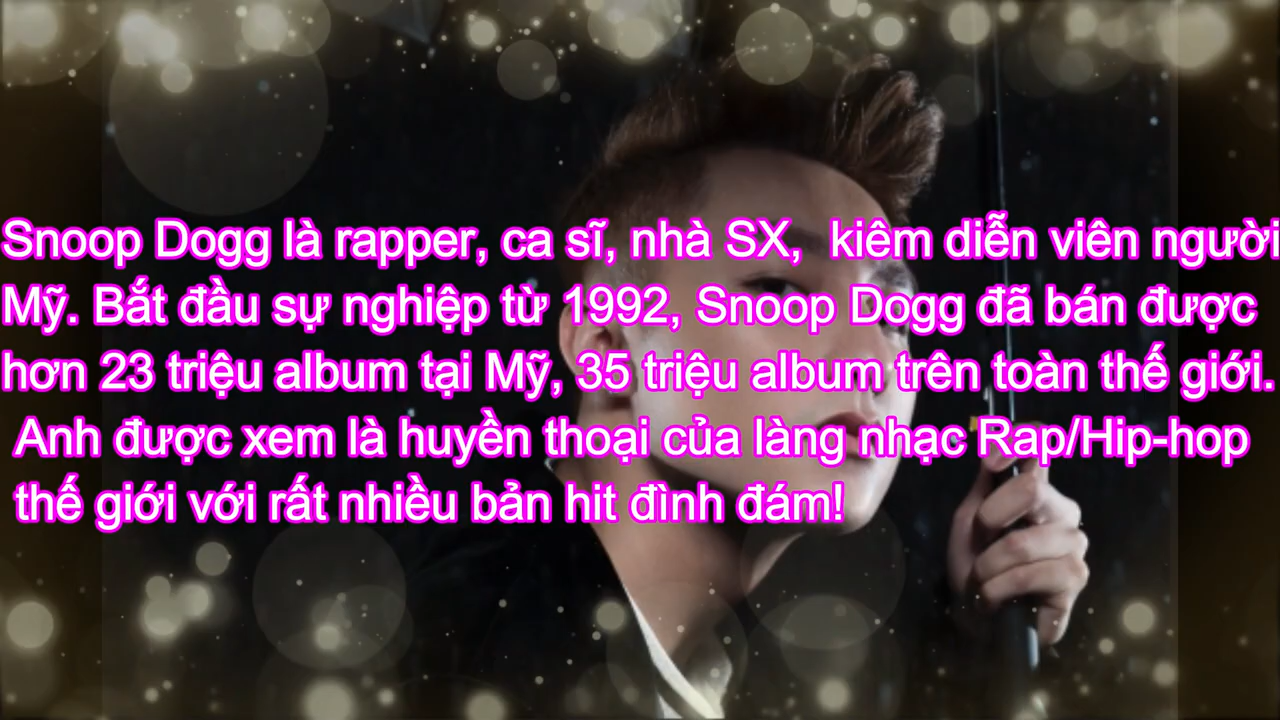 Snoop Dogg là rapper, ca sĩ, nhà SX,  kiêm diễn viên người
Mỹ. Bắt đầu sự nghiệp từ 1992, Snoop Dogg đã bán được
hơn 23 triệu album tại Mỹ, 35 triệu album trên toàn thế giới.
Anh được xem là huyền thoại của làng nhạc Rap/Hip-hop
thế giới với rất nhiều bản hit đình đám!